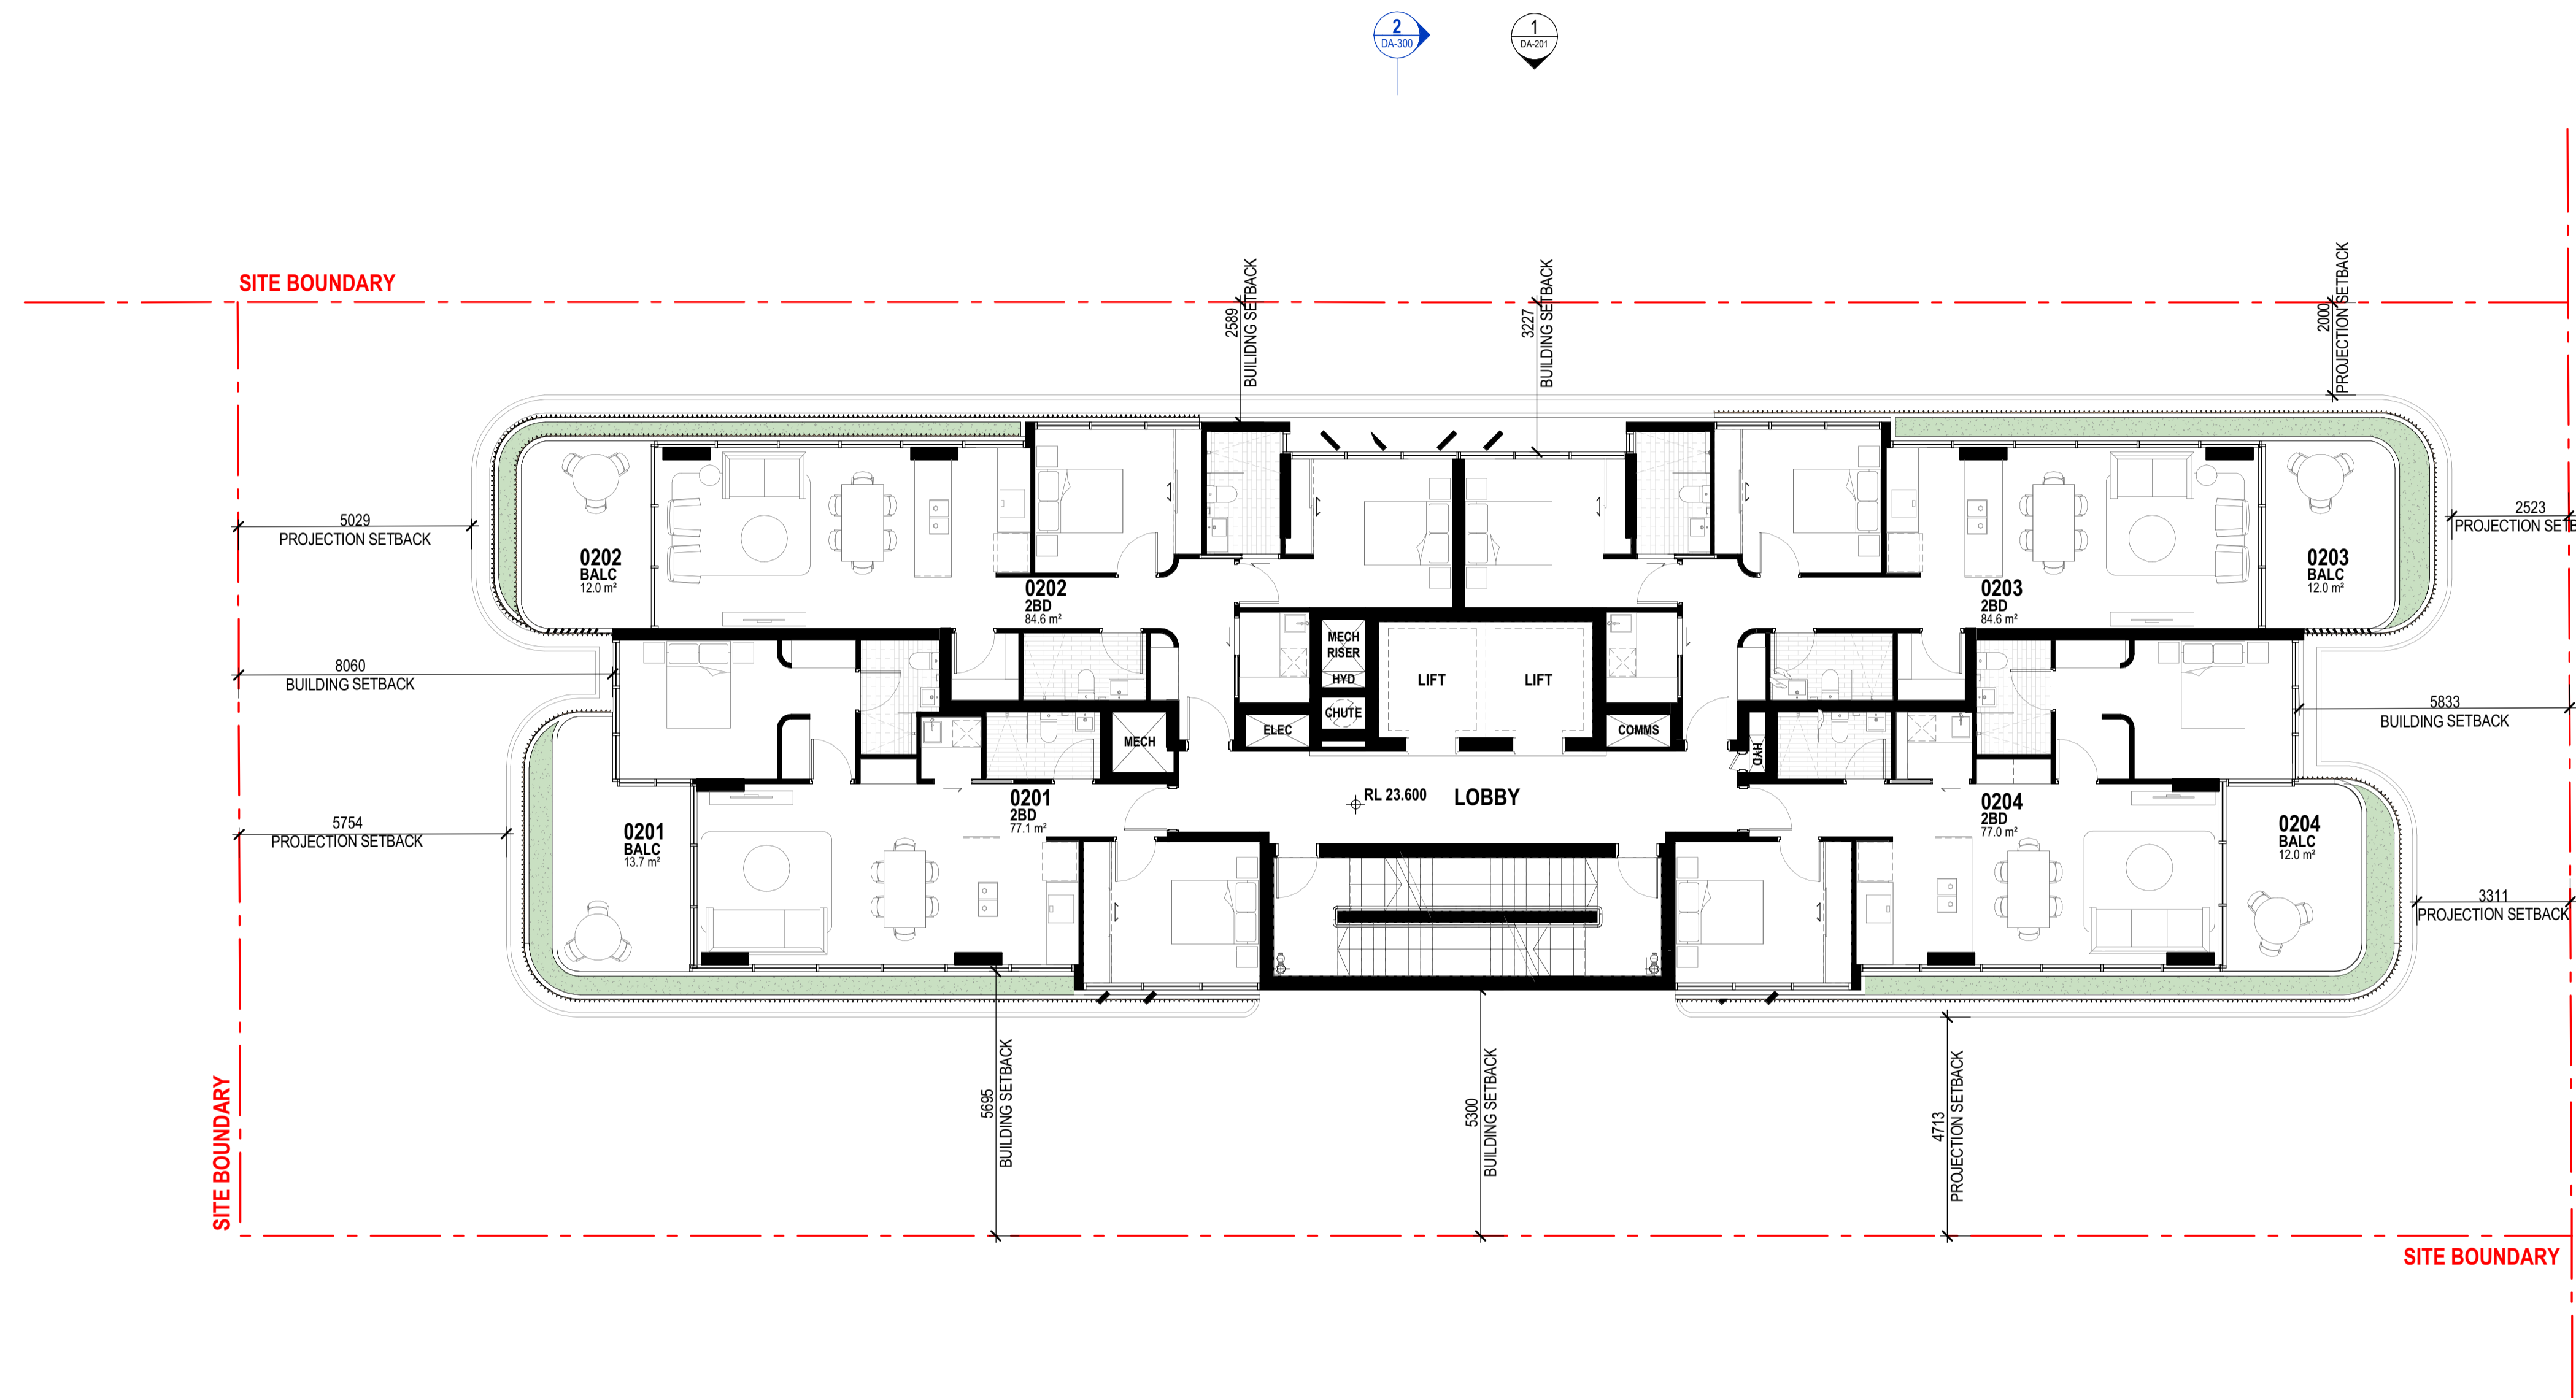 2
DA-300
1
DA-201
SITE BOUNDARY
2589
BUILIDNG SETBACK
3227
BUILDING SETBACK
2000
PROJECTION SETBACK
5029
PROJECTION SETBACK
2523
PROJECTION SETB
0202
BALC
12.0 m²
0202
2BD
84.6 m²
0203
2BD
84.6 m²
0203
BALC
12.0 m²
MECH
RISER
HYD
LIFT
LIFT
8060
BUILDING SETBACK
5833
BUILDING SETBACK
CHUTE
ELEC
COMMS
MECH
HYD
RL 23.600
LOBBY
0201
2BD
77.1 m²
0204
2BD
77.0 m²
5754
PROJECTION SETBACK
0201
BALC
13.7 m²
0204
BALC
12.0 m²
3311
PROJECTION SETBACK
5695
BUILDING SETBACK
5300
BUILDING SETBACK
4713
PROJECTION SETBACK
SITE BOUNDARY
SITE BOUNDARY